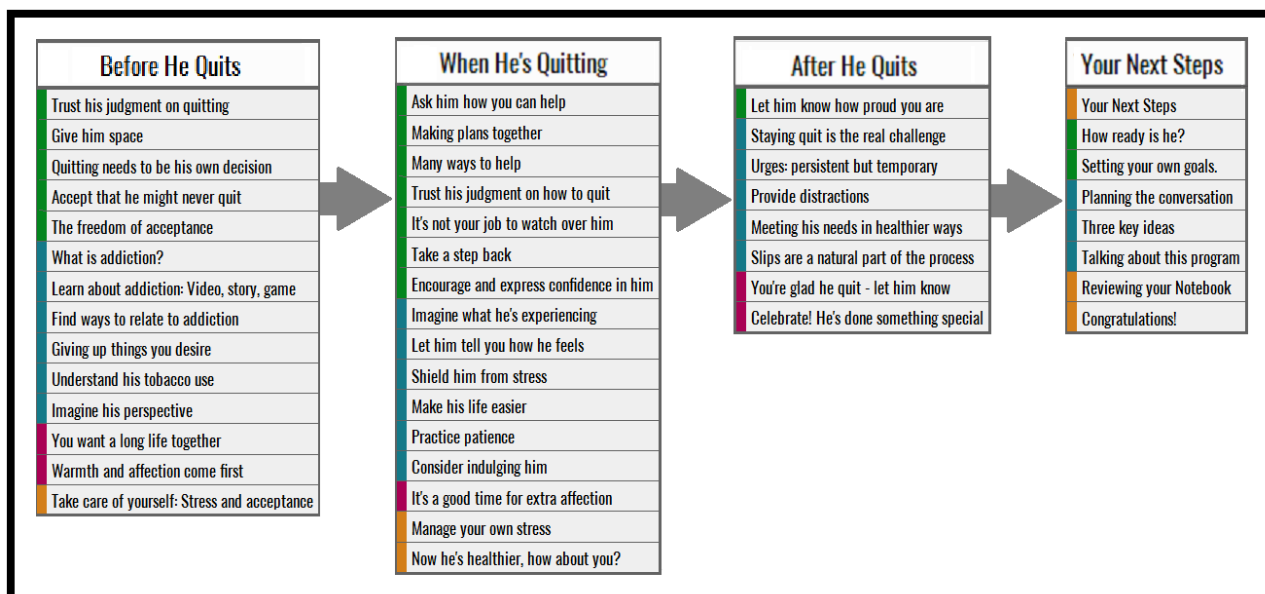 Before He Quits
Trust his judgment on quitting
Give him space
Quitting needs to be his own decision
Accept that he might never quit
The freedom of acceptance
What is addiction?
Learn about addiction: Video, story, game
Find ways to relate to addiction
Giving up things you desire
Understand his tobacco use
Imagine his perspective
You want a long life together
Warmth and affection come first
Take care of yourself: Stress and acceptance
When He's Quitting
Ask him how you can help
Making plans together
Many ways to help
Trust his judgment on how to quit
It's not your job to watch over him
Take a step back
Encourage and express confidence in him
Imagine what he's experiencing
Let him tell you how he feels
Shield him from stress
Make his life easier
Practice patience
Consider indulging him
It's a good time for extra affection
Manage your own stress
Now he's healthier, how about you?
After He Quits
Let him know how proud you are
Staying quit is the real challenge
Urges: persistent but temporary
Provide distractions
Meeting his needs in healthier ways
Slips are a natural part of the process
You're glad he quit - let him know
Celebrate! He's done something special
Your Next Steps
Your Next Steps
How ready is he?
Setting your own goals.
Planning the conversation
Three key ideas
Talking about this program
Reviewing your Notebook
Congratulations!